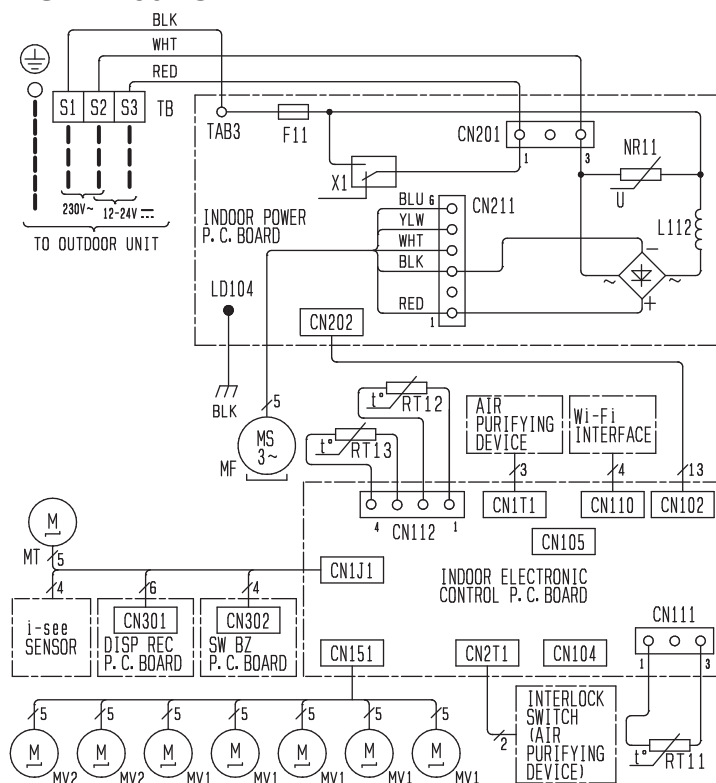 BLK
WHT
RED
S1 S2 S3 TB
TAB3
F11
CN201
1 3
NR11
U
X1
230V~ 12-24V
TO OUTDOOR UNIT
INDOOR POWER
P.C.BOARD
BLU 6
CN211
YLW
WHT
BLK
RED
1
L112
~ ~
−
+
LD104
BLK
CN202
5
MS
3~
MF
t° RT12
t° RT13
AIR
PURIFYING
DEVICE
Wi-Fi
INTERFACE
3 4 13
4 CN112 1
CN1T1 CN110 CN102
CN105
M
MT 5
CN1J1
INDOOR ELECTRONIC
CONTROL P.C.BOARD
4 6 4
i-see
SENSOR
CN301
DISP REC
P.C.BOARD
CN302
SW BZ
P.C.BOARD
CN151 CN2T1 CN104
CN111
1 3
2
INTERLOCK
SWITCH
(AIR
PURIFYING
DEVICE)
t° RT11
5 5 5 5 5 5 5
M M M M M M M
MV2 MV2 MV1 MV1 MV1 MV1 MV1